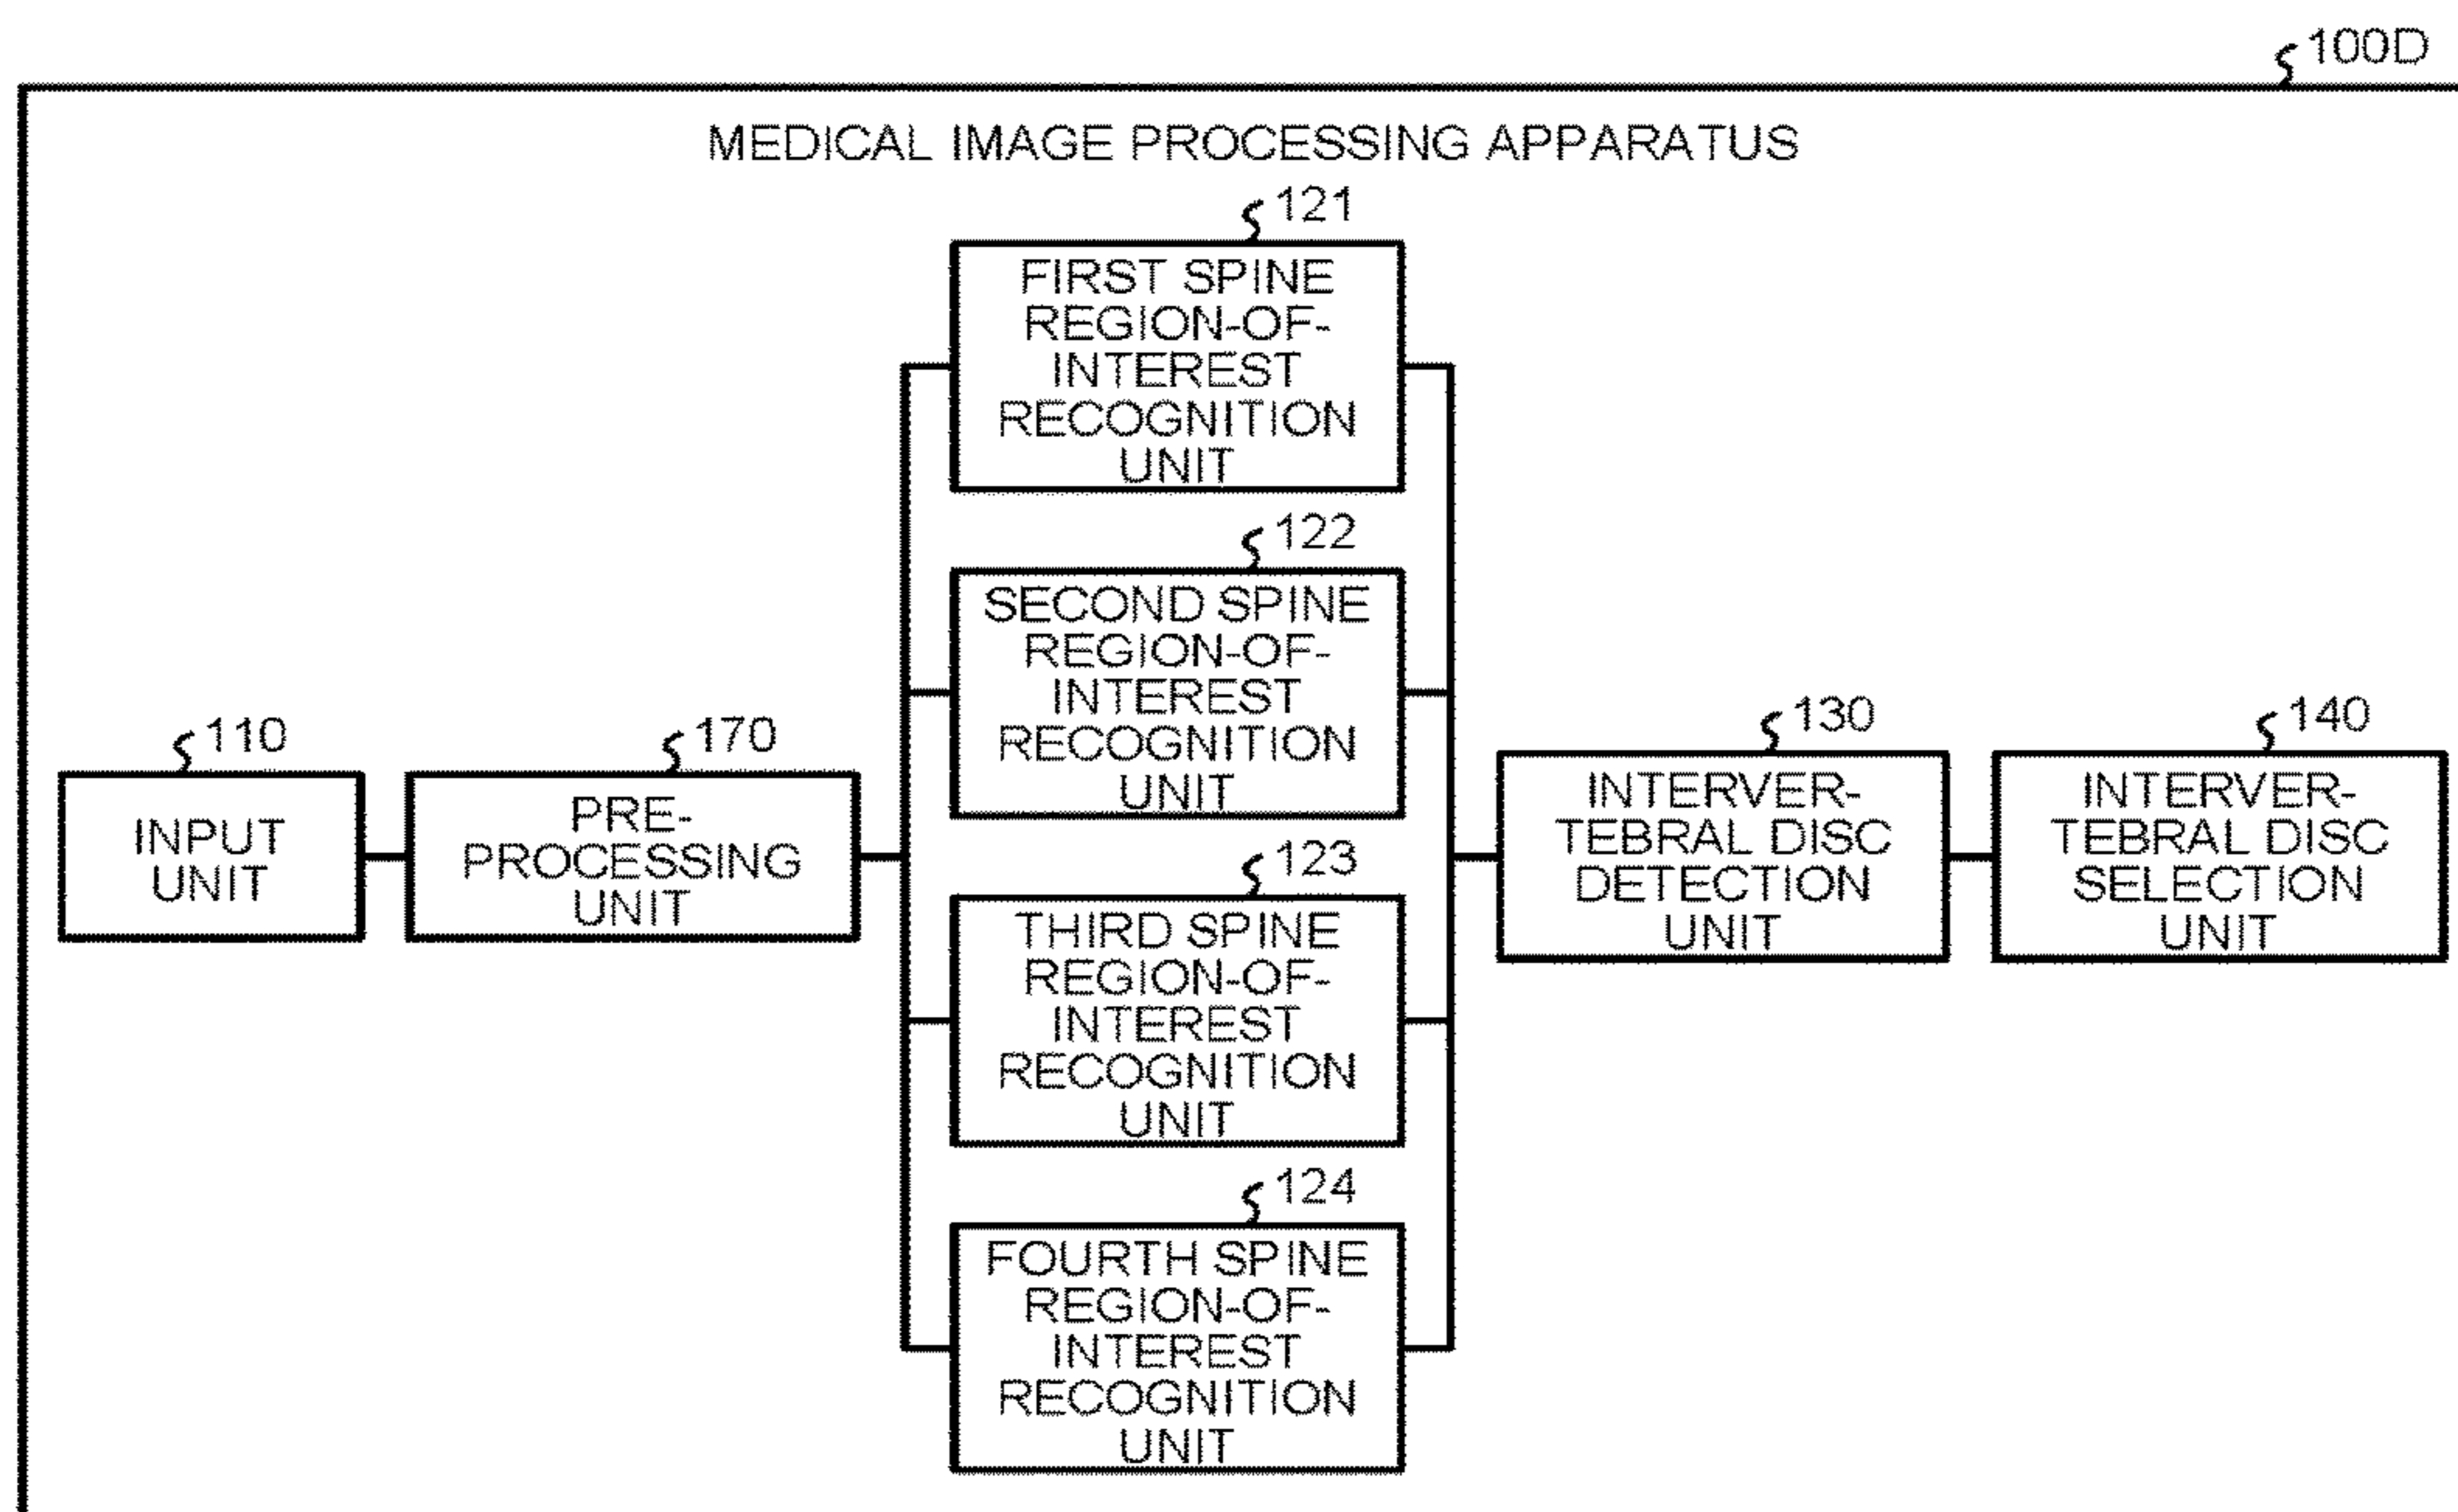 100D
MEDICAL IMAGE PROCESSING APPARATUS
110
INPUT
UNIT
170
PRE-
PROCESSING
UNIT
121
FIRST SPINE
REGION-OF-
INTEREST
RECOGNITION
UNIT
122
SECOND SPINE
REGION-OF-
INTEREST
RECOGNITION
UNIT
123
THIRD SPINE
REGION-OF-
INTEREST
RECOGNITION
UNIT
124
FOURTH SPINE
REGION-OF-
INTEREST
RECOGNITION
UNIT
130
INTERVER-
TEBRAL DISC
DETECTION
UNIT
140
INTERVER-
TEBRAL DISC
SELECTION
UNIT